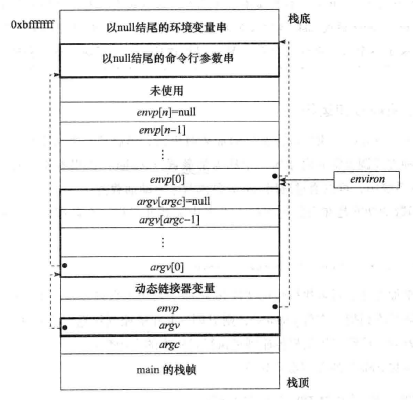 0xbfffffff
以null结尾的环境变量串
栈底
以null结尾的命令行参数串
未使用
envp[n]=null
envp[n-1]
⋮
envp[0]
environ
argv[argc]=null
argv[argc-1]
⋮
argv[0]
动态链接器变量
envp
argv
argc
main 的栈帧
栈顶